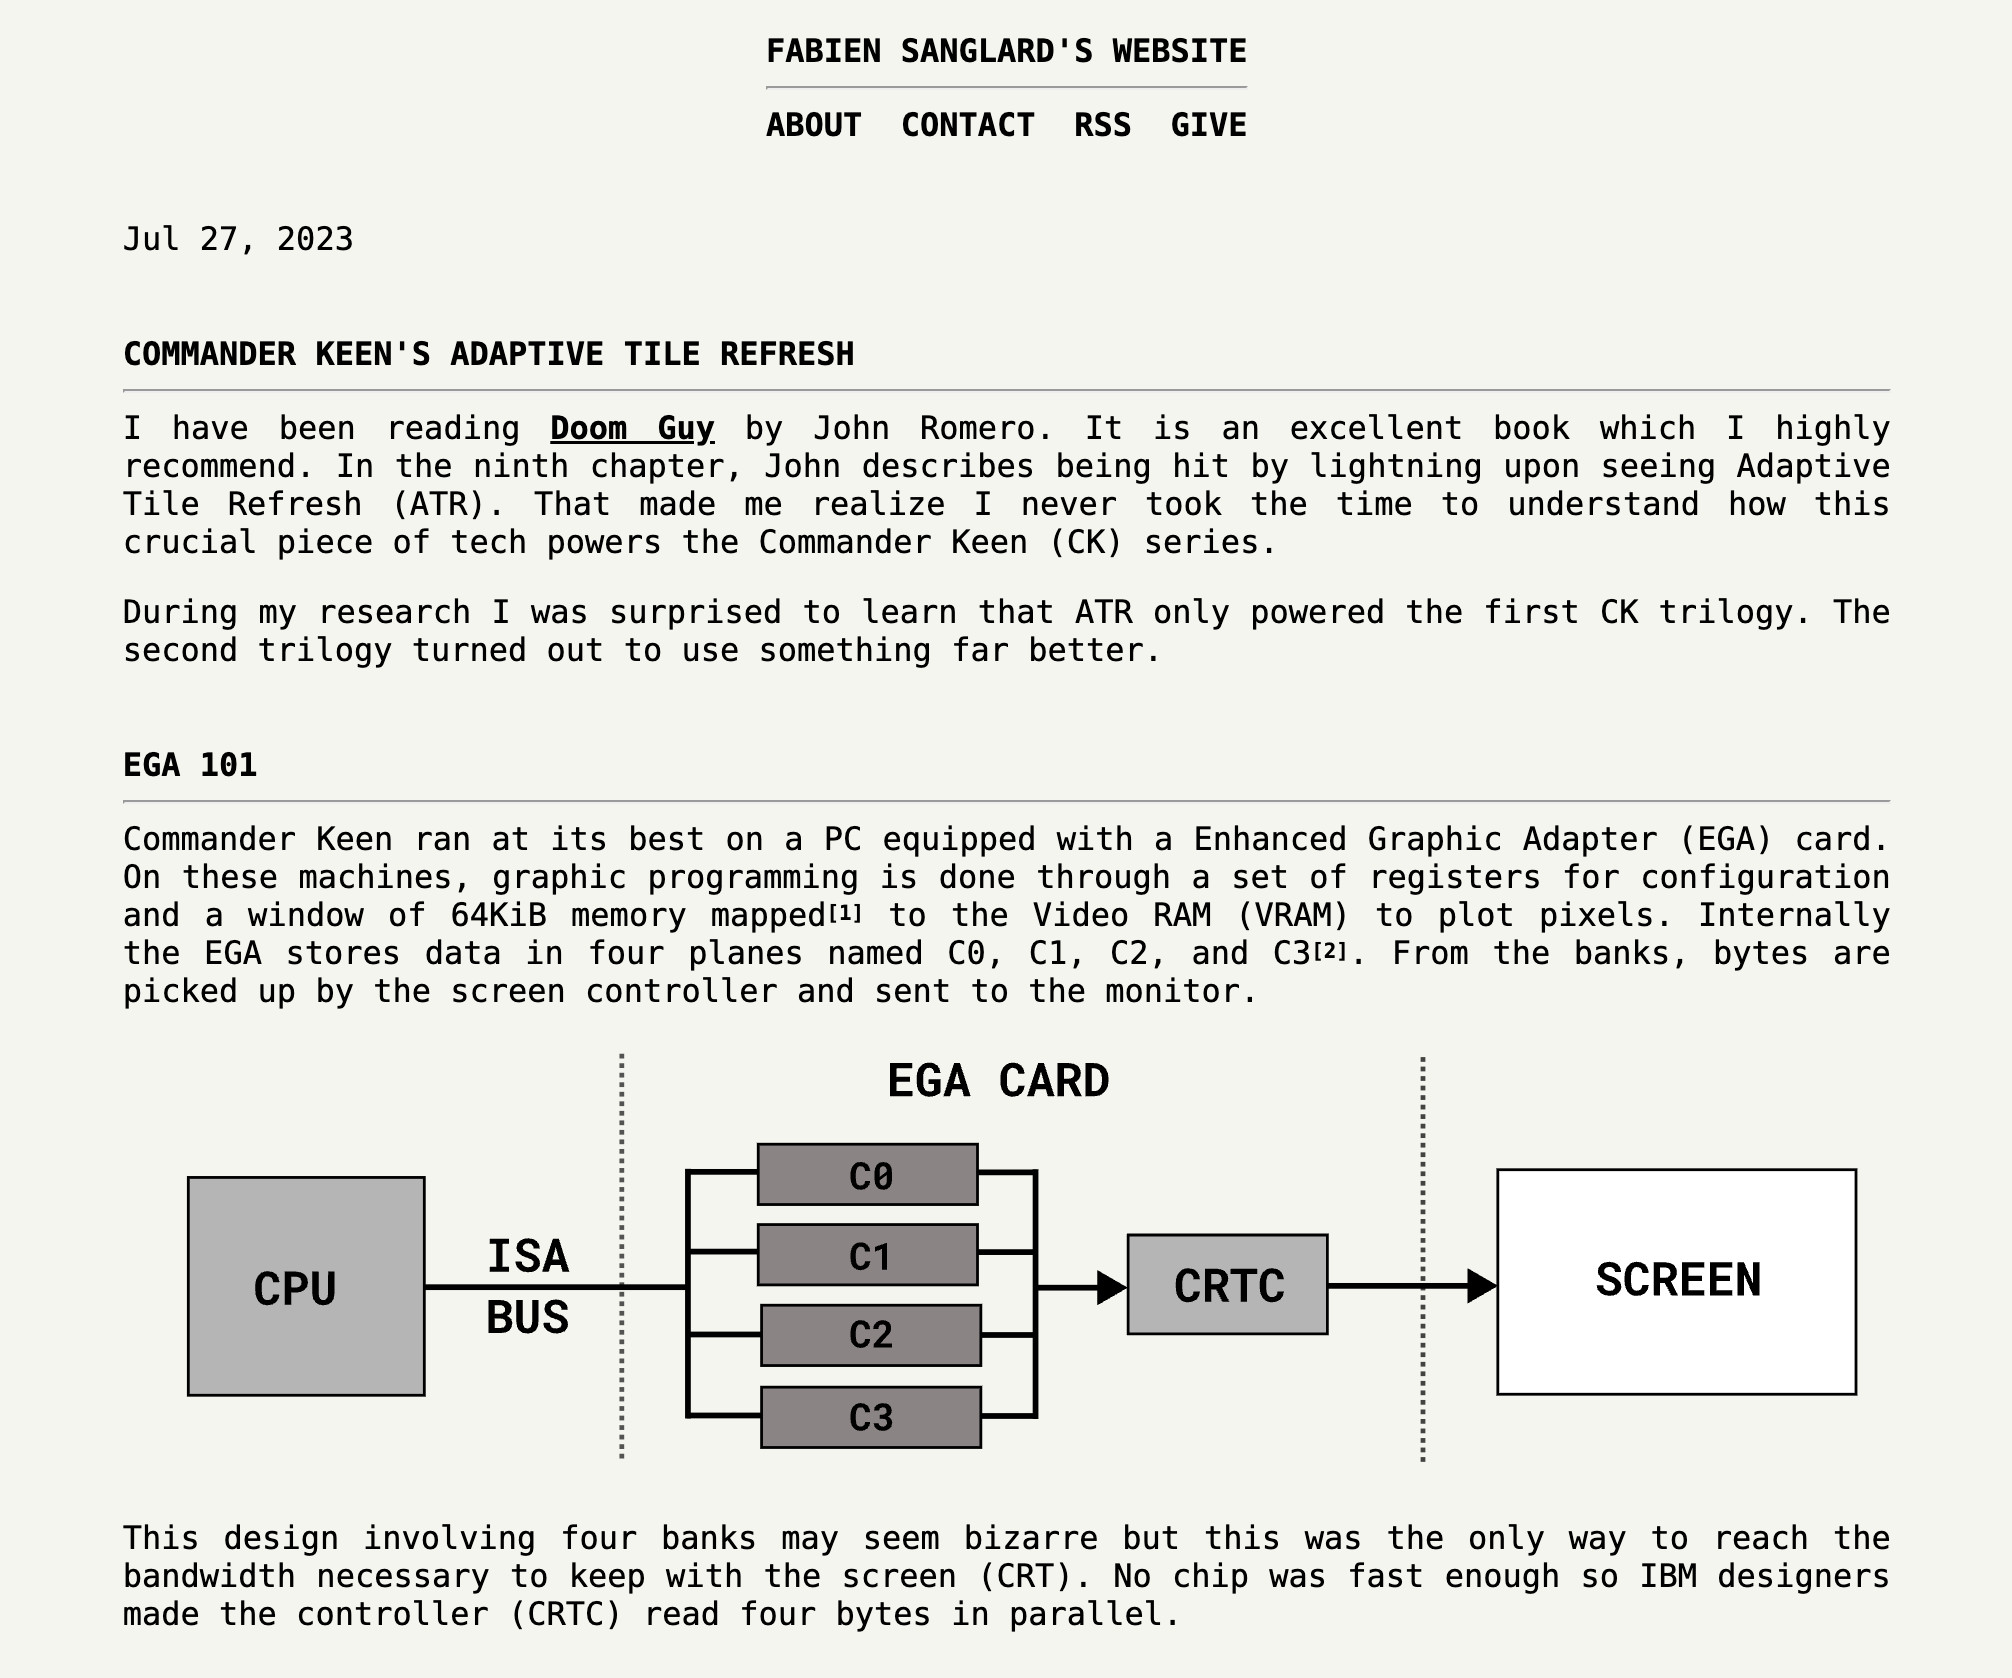 FABIEN SANGLARD'S WEBSITE
ABOUT CONTACT RSS GIVE
Jul 27, 2023
COMMANDER KEEN'S ADAPTIVE TILE REFRESH
I have been reading Doom Guy by John Romero. It is an excellent book which I highly
recommend. In the ninth chapter, John describes being hit by lightning upon seeing Adaptive
Tile Refresh (ATR). That made me realize I never took the time to understand how this
crucial piece of tech powers the Commander Keen (CK) series.
During my research I was surprised to learn that ATR only powered the first CK trilogy. The
second trilogy turned out to use something far better.
EGA 101
Commander Keen ran at its best on a PC equipped with a Enhanced Graphic Adapter (EGA) card.
On these machines, graphic programming is done through a set of registers for configuration
and a window of 64KiB memory mapped[1] to the Video RAM (VRAM) to plot pixels. Internally
the EGA stores data in four planes named C0, C1, C2, and C3[2]. From the banks, bytes are
picked up by the screen controller and sent to the monitor.
EGA CARD
CPU
ISA
BUS
C0
C1
C2
C3
CRTC
SCREEN
This design involving four banks may seem bizarre but this was the only way to reach the
bandwidth necessary to keep with the screen (CRT). No chip was fast enough so IBM designers
made the controller (CRTC) read four bytes in parallel.